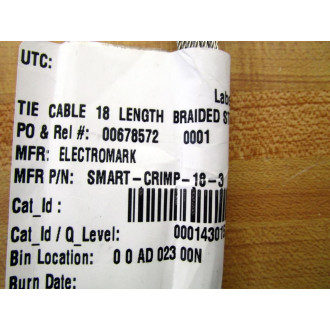 UTC:
TIE CABLE 18 LENGTH BRAIDED
PO & Rel #: 00678572 0001
MFR: ELECTROMARK
MFR P/N: SMART-CRIMP-18-3
Cat_Id :
Cat_Id / Q_Level:
Bin Location: 0 0 AD 023 00N
Burn Date: